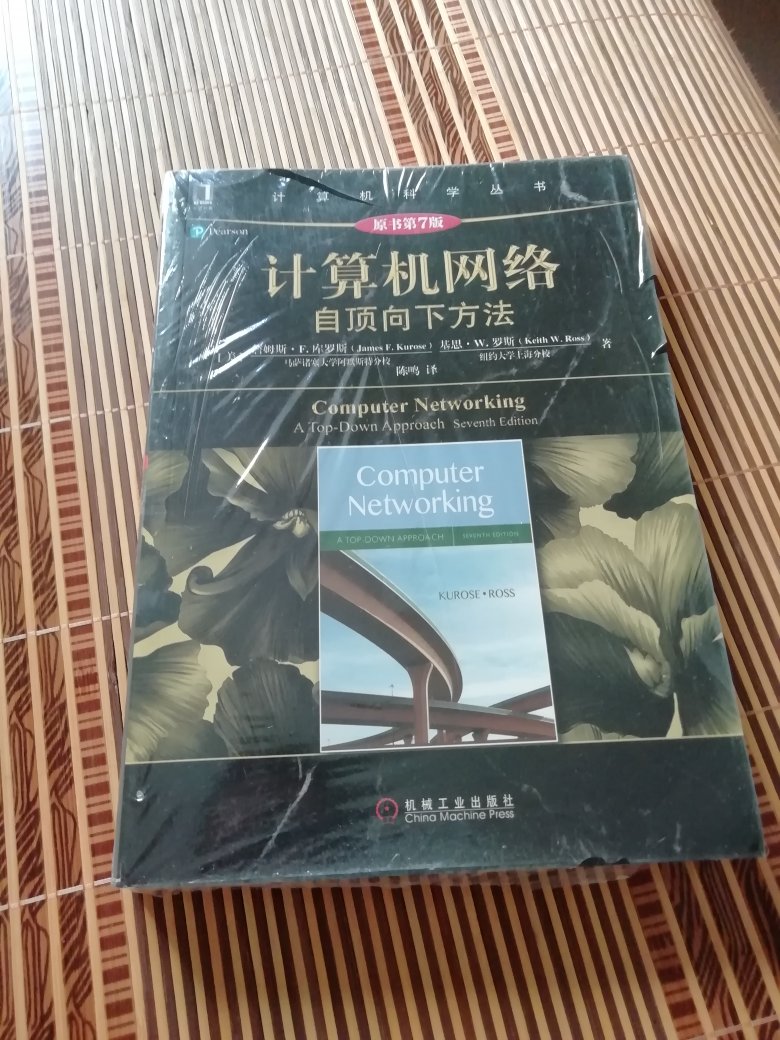 计算机科学丛书
Pearson
原书第7版
计算机网络
自顶向下方法
姆斯·F. 库罗斯 (James F. Kurose) 基思·W. 罗斯 (Keith W. Ross) 著
马萨诸塞大学阿默斯特分校 纽约大学上海分校
陈鸣 译
Computer Networking
A Top-Down Approach Seventh Edition
Computer
Networking
A TOP-DOWN APPROACH SEVENTH EDITION
KUROSE • ROSS
机械工业出版社
China Machine Press